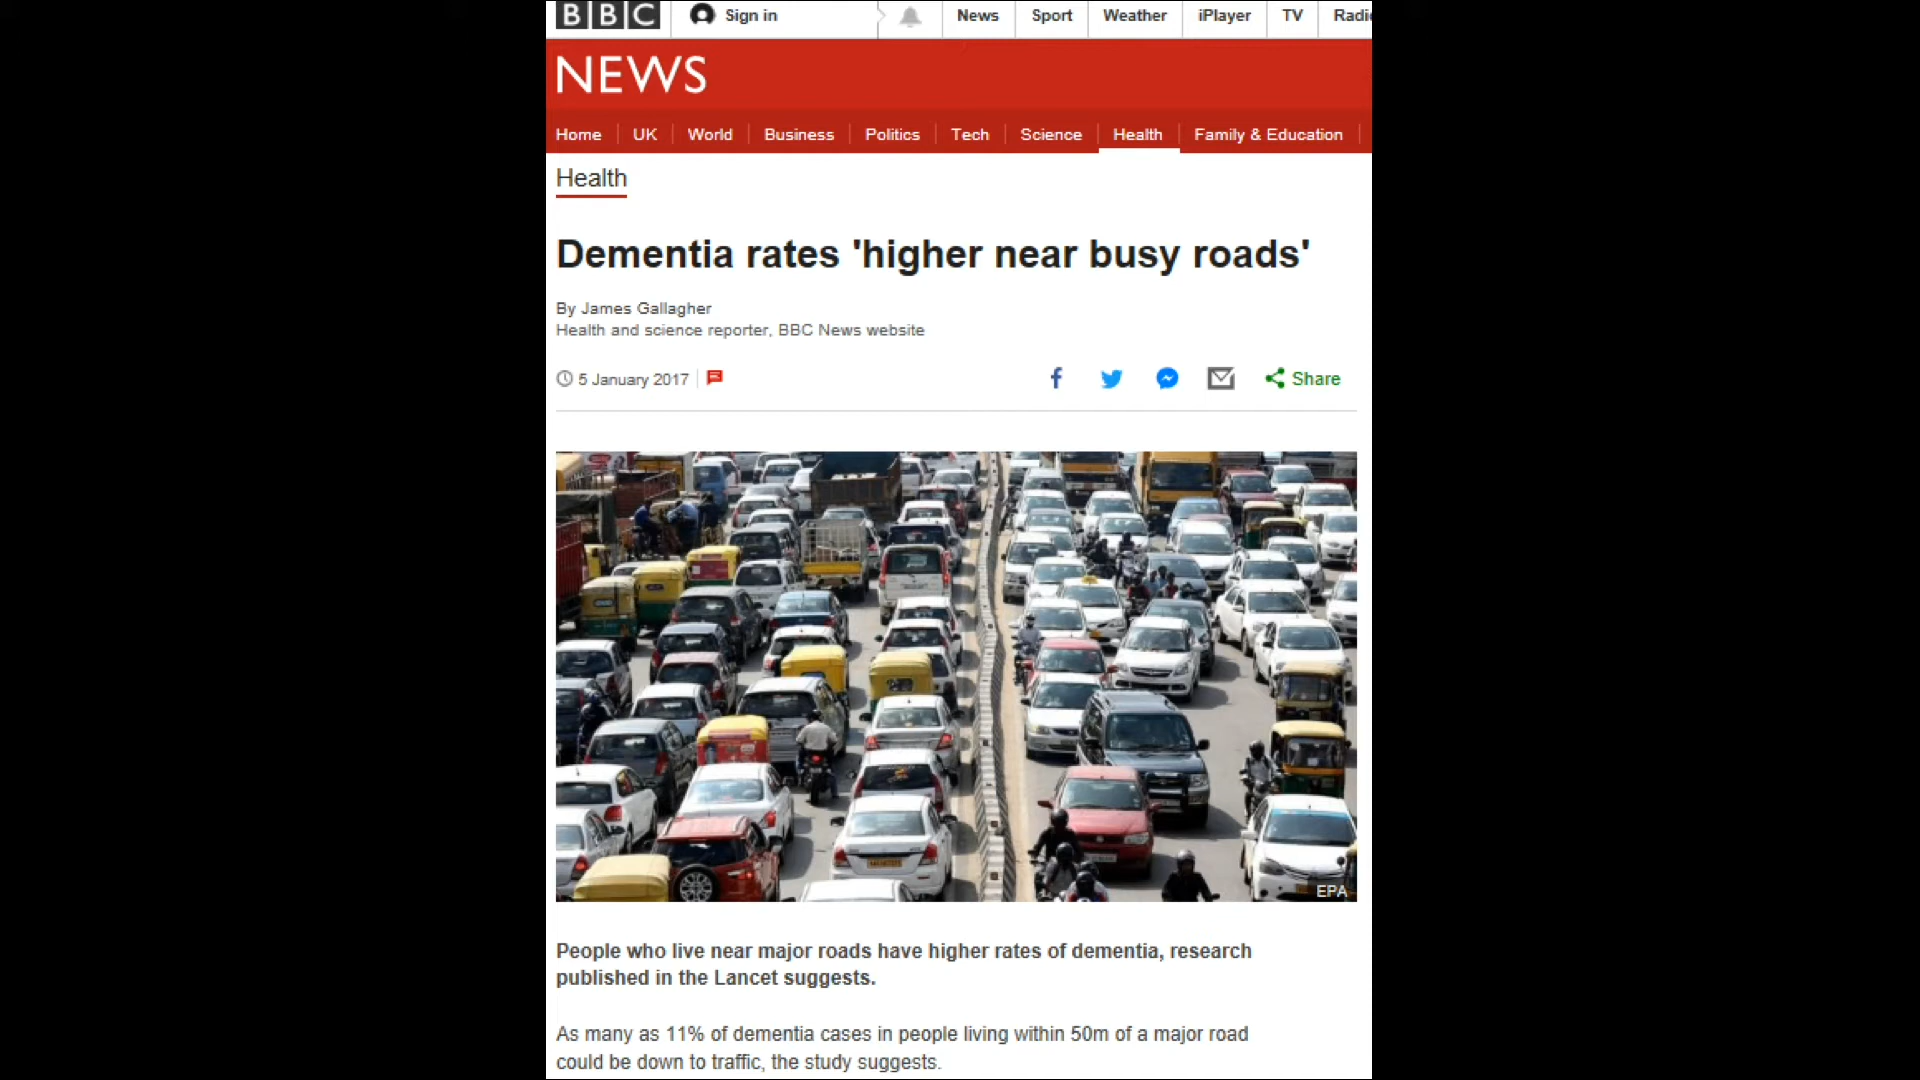 BBC
Sign in
News
Sport
Weather
iPlayer
TV
NEWS
Home
UK
World
Business
Politics
Tech
Science
Health
Family & Education
Health
Dementia rates 'higher near busy roads'
By James Gallagher
Health and science reporter, BBC News website
5 January 2017
Share
EPA
People who live near major roads have higher rates of dementia, research
published in the Lancet suggests.
As many as 11% of dementia cases in people living within 50m of a major road
could be down to traffic, the study suggests.